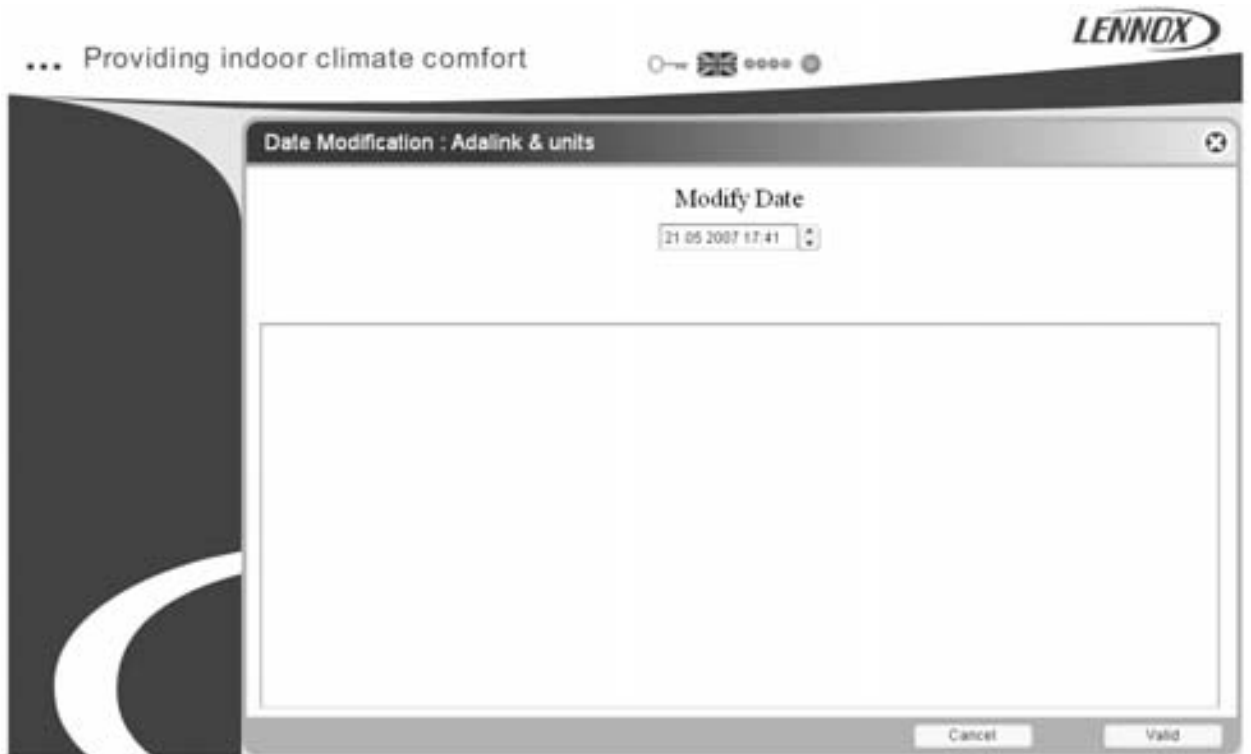 LENNOX
... Providing indoor climate comfort
Date Modification : Adalink & units
Modify Date
21.05.2007 17:41
Cancel
Valid